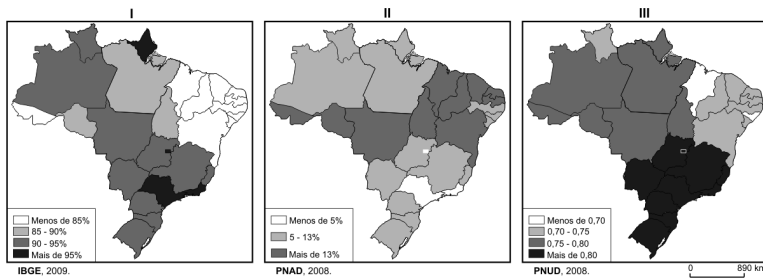 I
II
III
Menos de 85%
85 - 90%
90 - 95%
Mais de 95%
Menos de 5%
5 - 13%
Mais de 13%
Menos de 0,70
0,70 - 0,75
0,75 - 0,80
Mais de 0,80
IBGE, 2009.
PNAD, 2008.
PNUD, 2008.
0 890 km